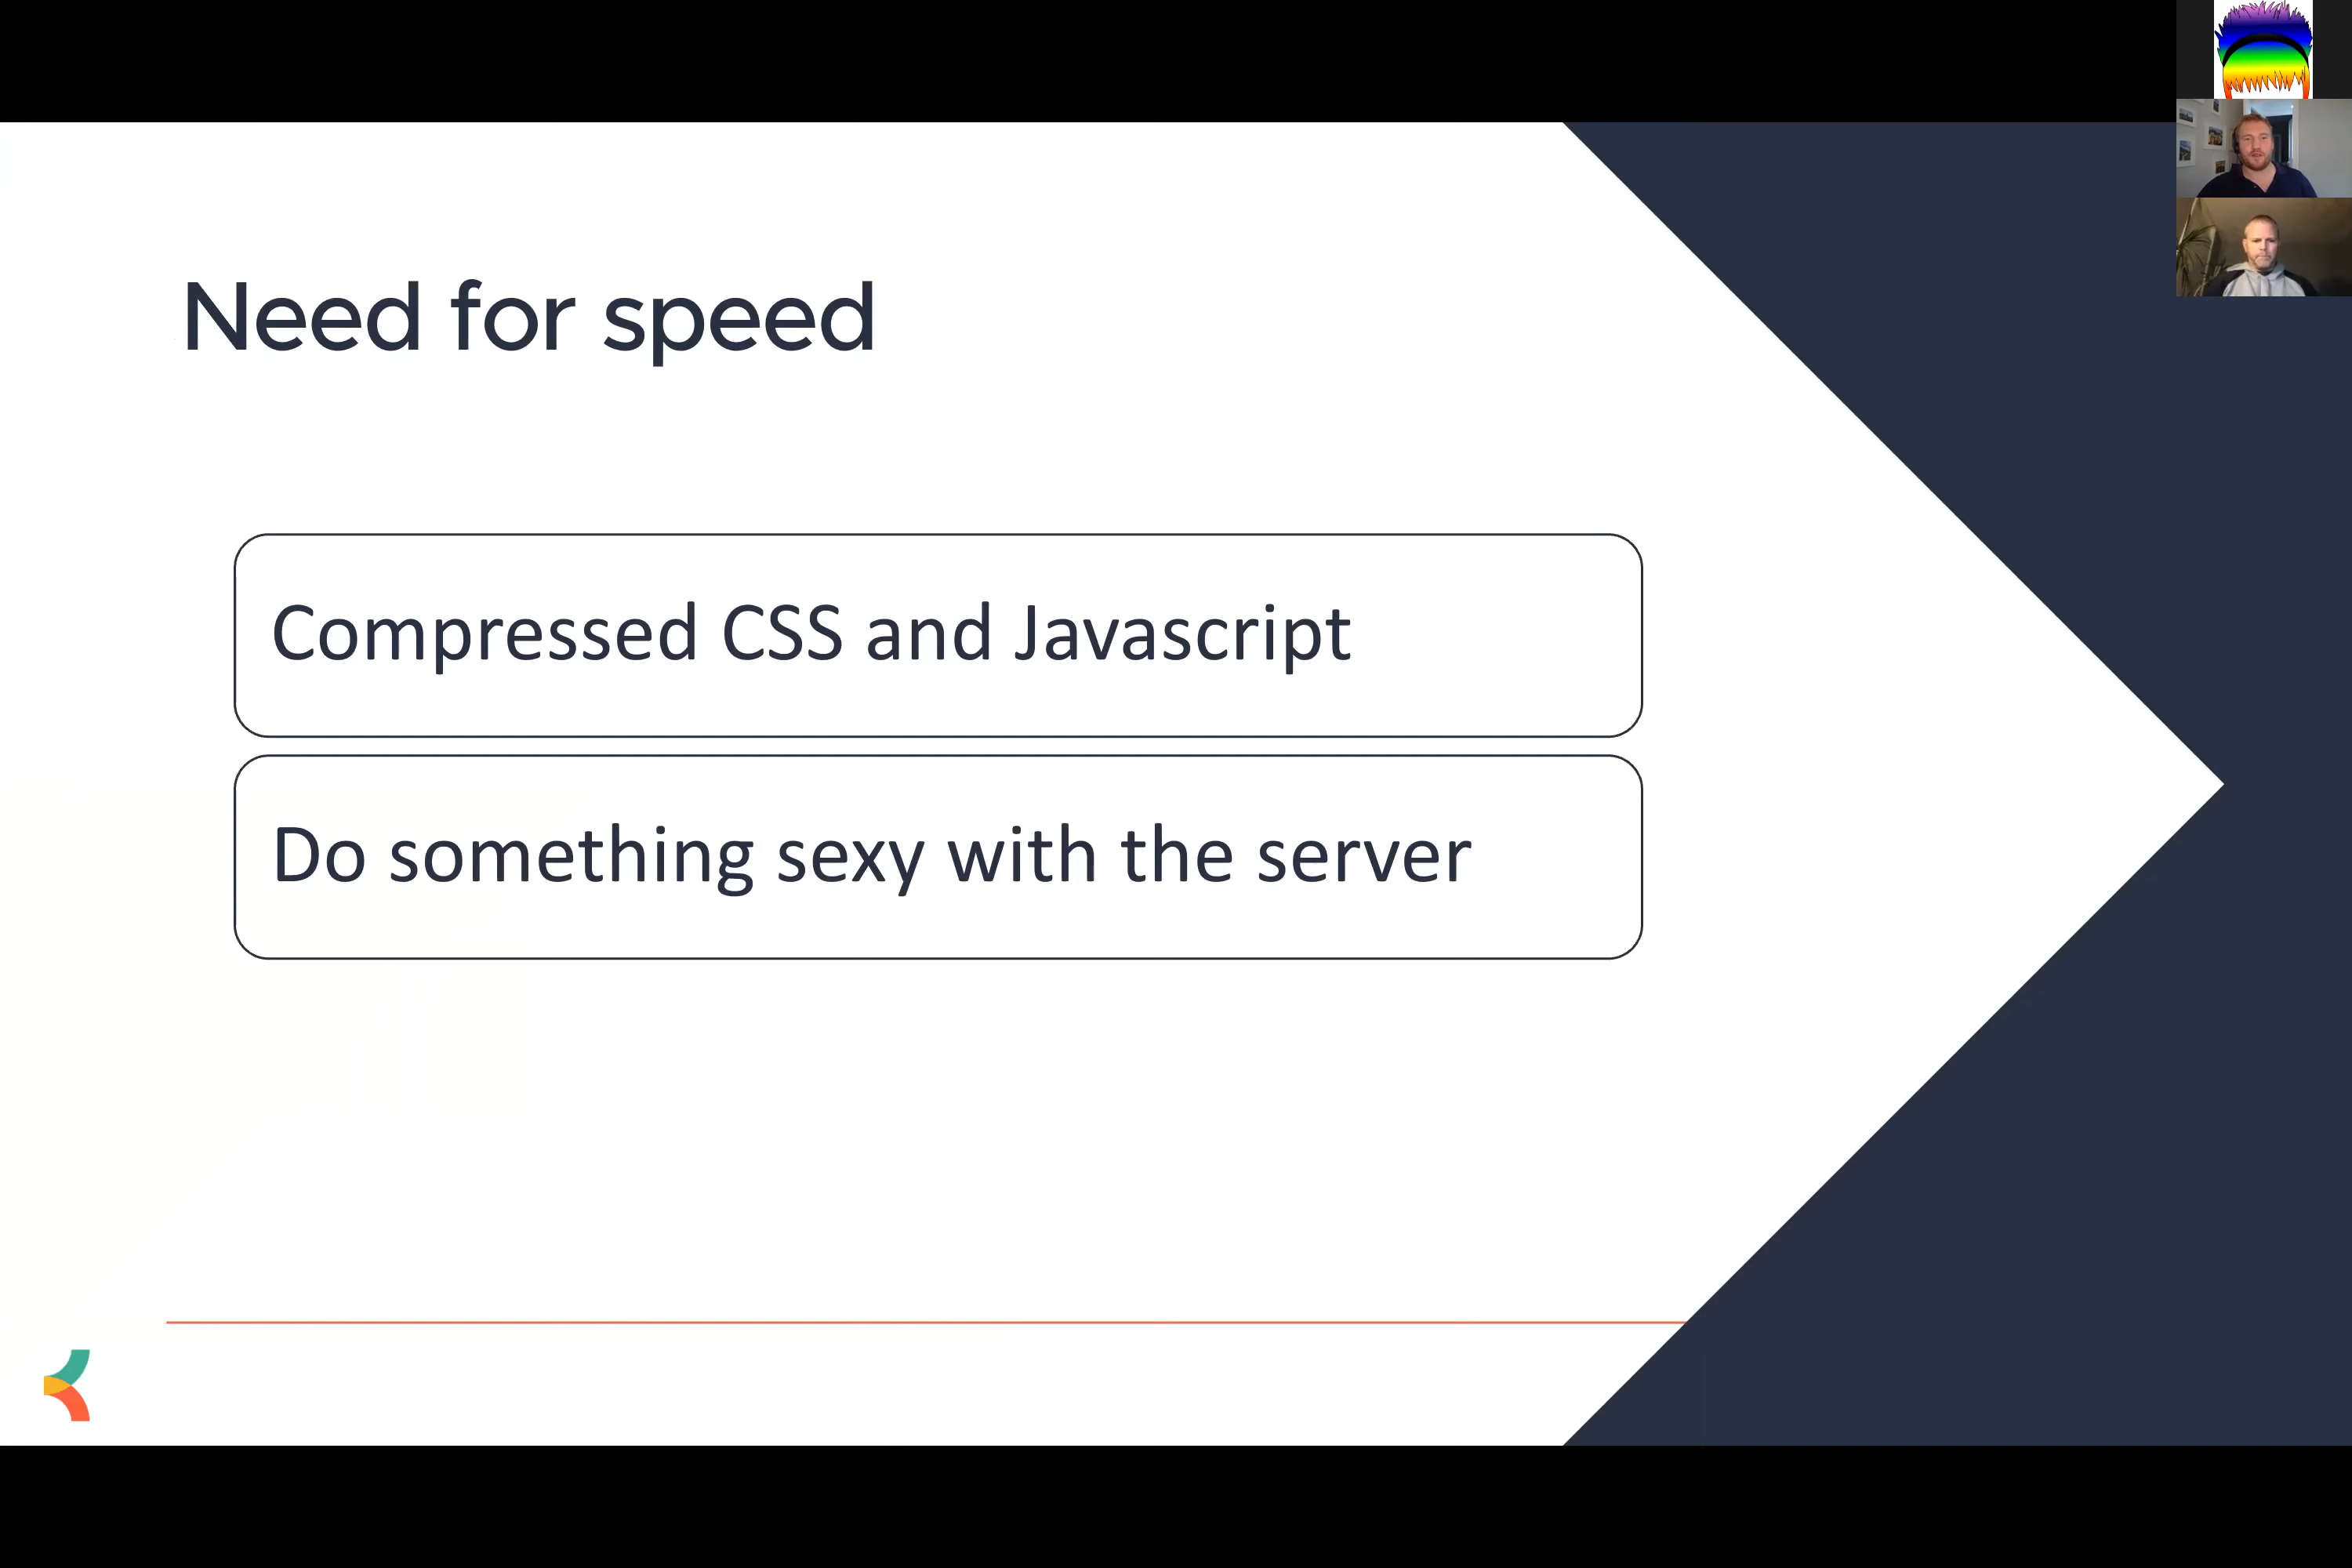 Need for speed
Compressed CSS and Javascript
Do something sexy with the server